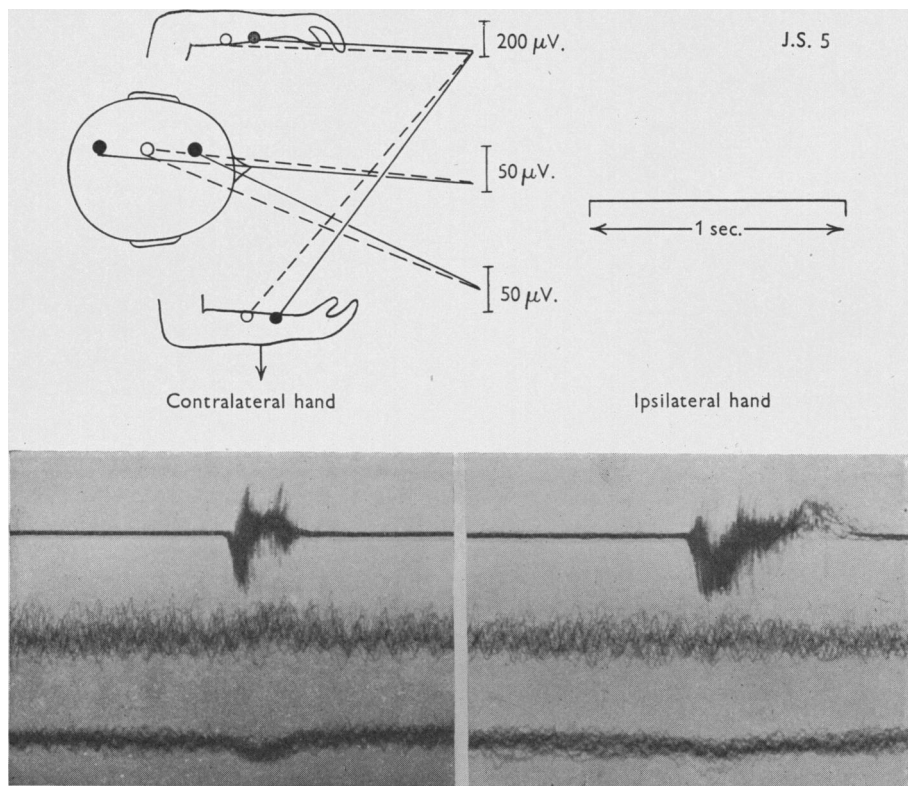 200 μV.
J.S. 5
50 μV.
1 sec.
50 μV.
Contralateral hand
Ipsilateral hand